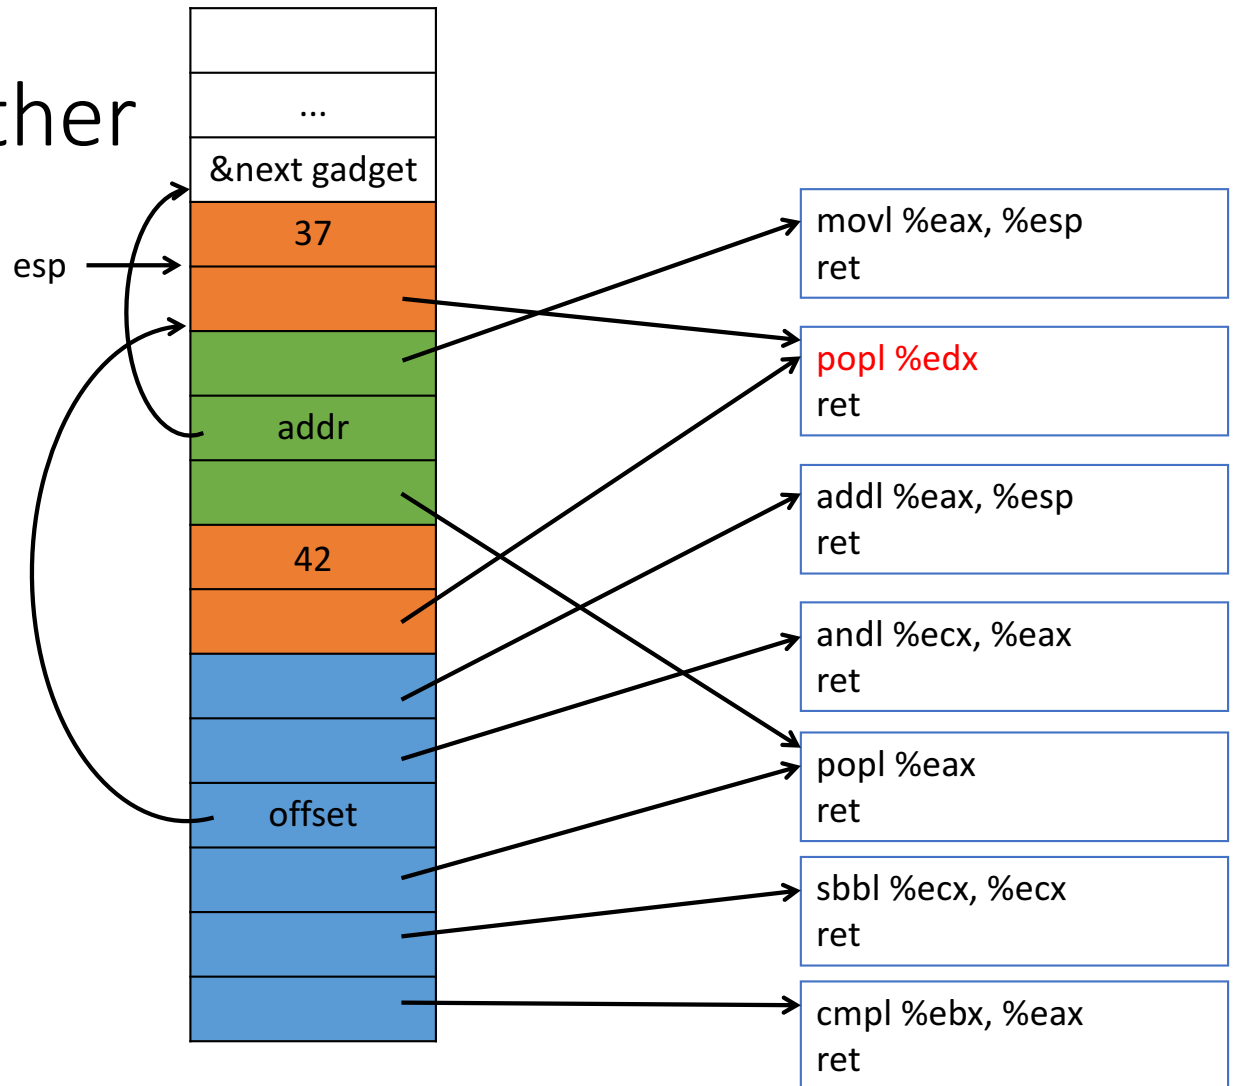 ther
...
&next gadget
37
esp
addr
42
offset
movl %eax, %esp
ret
popl %edx
ret
addl %eax, %esp
ret
andl %ecx, %eax
ret
popl %eax
ret
sbbl %ecx, %ecx
ret
cmpl %ebx, %eax
ret